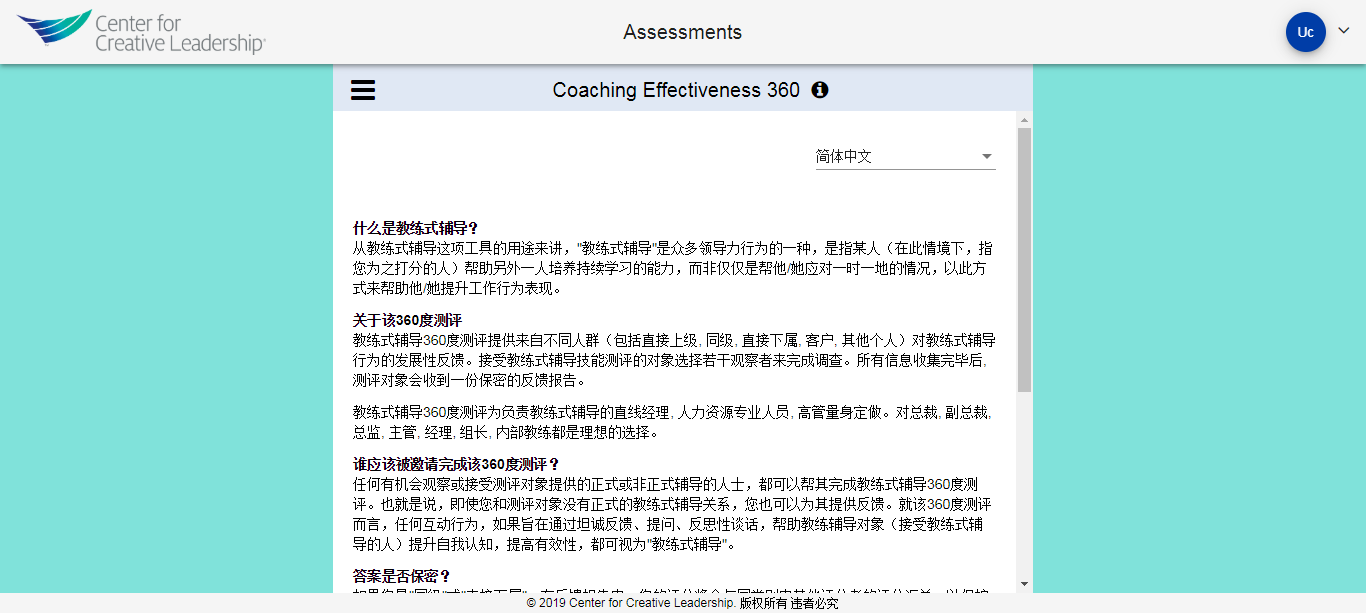 Center for
Creative Leadership®
Assessments
Uc
Coaching Effectiveness 360
简体中文
什么是教练式辅导？
从教练式辅导这项工具的用途来讲，"教练式辅导"是众多领导力行为的一种，是指某人（在此情境下，指
您为之打分的人）帮助另外一人培养持续学习的能力，而非仅仅是帮他/她应对一时一地的情况，以此方
式来帮助他/她提升工作行为表现。
关于该360度测评
教练式辅导360度测评提供来自不同人群（包括直接上级, 同级, 直接下属, 客户, 其他个人）对教练式辅导
行为的发展性反馈。接受教练式辅导技能测评的对象选择若干观察者来完成调查。所有信息收集完毕后,
测评对象会收到一份保密的反馈报告。
教练式辅导360度测评为负责教练式辅导的直线经理, 人力资源专业人员, 高管量身定做。对总裁, 副总裁,
总监, 主管, 经理, 组长, 内部教练都是理想的选择。
谁应该被邀请完成该360度测评？
任何有机会观察或接受测评对象提供的正式或非正式辅导的人士，都可以帮其完成教练式辅导360度测
评。也就是说，即使您和测评对象没有正式的教练式辅导关系，您也可以为其提供反馈。就该360度测评
而言，任何互动行为，如果旨在通过坦诚反馈、提问、反思性谈话，帮助教练辅导对象（接受教练式辅
导的人）提升自我认知，提高有效性，都可视为"教练式辅导"。
答案是否保密？
© 2019 Center for Creative Leadership. 版权所有 违者必究